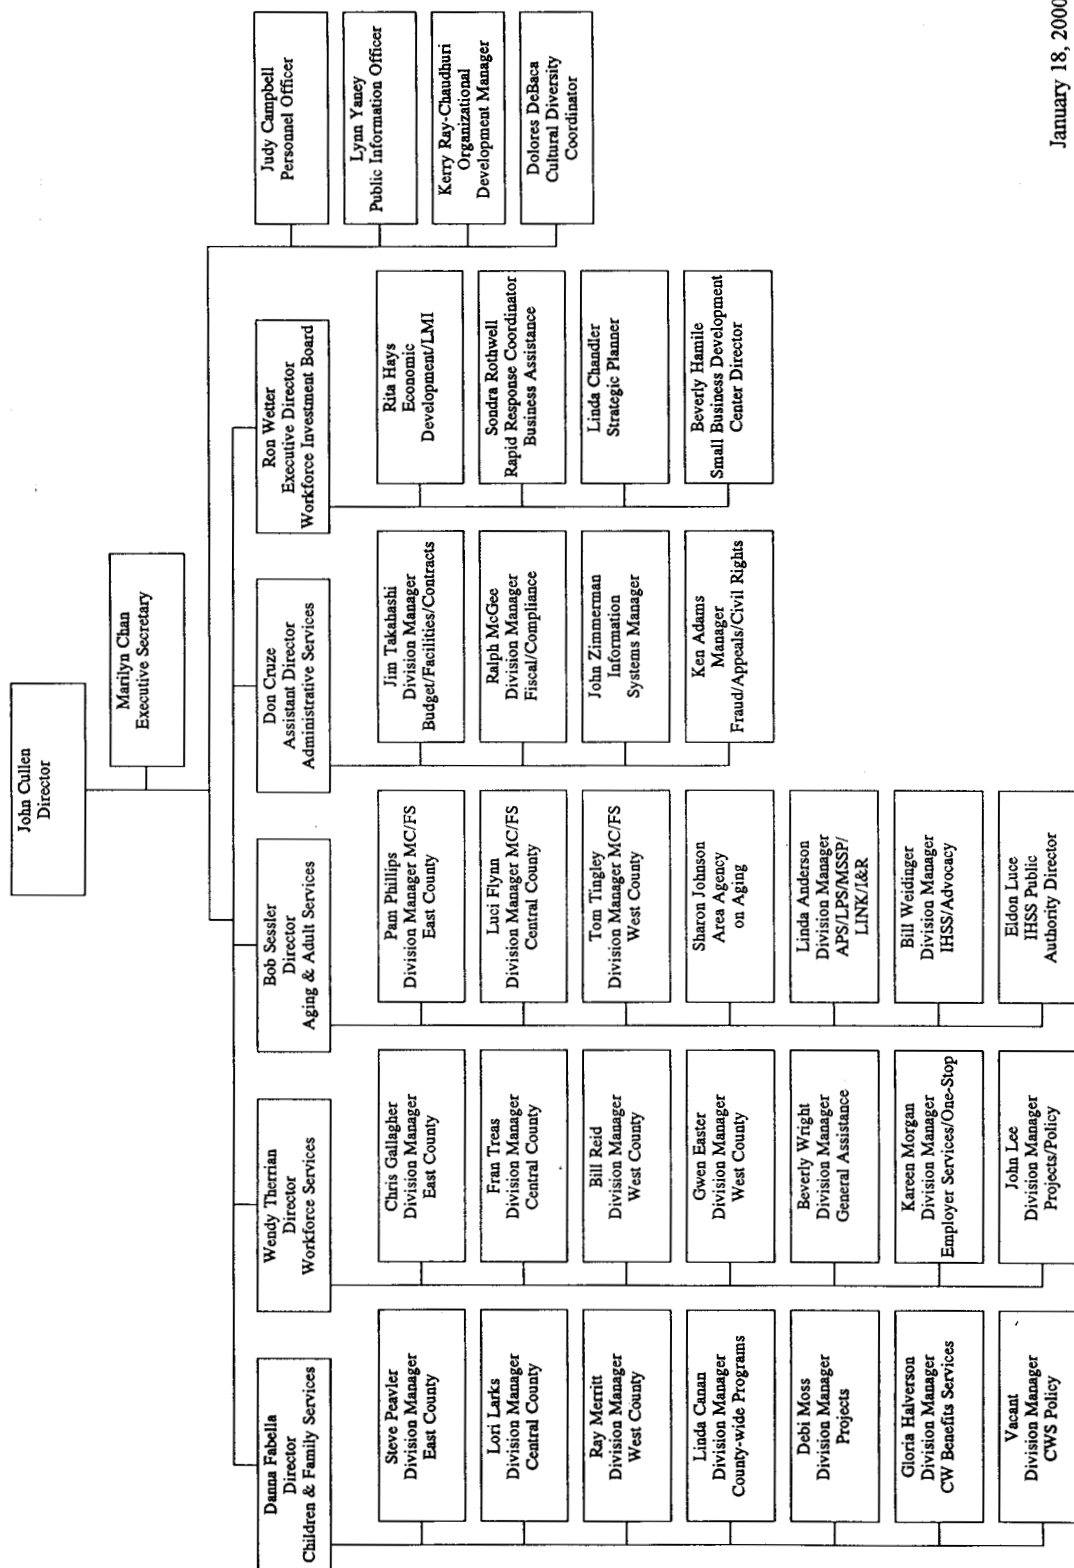 John Cullen
Director
Marilyn Chan
Executive Secretary
Danna Fabella
Director
Children & Family Services
Steve Peavler
Division Manager
East County
Lori Larks
Division Manager
Central County
Ray Merritt
Division Manager
West County
Linda Canan
Division Manager
County-wide Programs
Debi Moss
Division Manager
Projects
Gloria Halverson
Division Manager
CW Benefits Services
Vacant
Division Manager
CWS Policy
Wendy Therrian
Director
Workforce Services
Chris Gallagher
Division Manager
East County
Fran Treas
Division Manager
Central County
Bill Reid
Division Manager
West County
Gwen Easter
Division Manager
West County
Beverly Wright
Division Manager
General Assistance
Kareen Morgan
Division Manager
Employer Services/One-Stop
John Lee
Division Manager
Projects/Policy
Bob Sessler
Director
Aging & Adult Services
Pam Phillips
Division Manager MC/FS
East County
Luci Flynn
Division Manager MC/FS
Central County
Tom Tingley
Division Manager MC/FS
West County
Sharon Johnson
Area Agency
on Aging
Linda Anderson
Division Manager
APS/LPS/MSSP/
LINK/I&R
Bill Weidinger
Division Manager
IHSS/Advocacy
Eldon Luce
IHSS Public
Authority Director
Don Cruze
Assistant Director
Administrative Services
Jim Takahashi
Division Manager
Budget/Facilities/Contracts
Ralph McGee
Division Manager
Fiscal/Compliance
John Zimmerman
Information
Systems Manager
Ken Adams
Manager
Fraud/Appeals/Civil Rights
Ron Wetter
Executive Director
Workforce Investment Board
Rita Hays
Economic
Development/LMI
Sondra Rothwell
Rapid Response Coordinator
Business Assistance
Linda Chandler
Strategic Planner
Beverly Hamile
Small Business Development
Center Director
Judy Campbell
Personnel Officer
Lynn Yaney
Public Information Officer
Kerry Ray-Chaudhuri
Organizational
Development Manager
Dolores DeBaca
Cultural Diversity
Coordinator
January 18, 2000